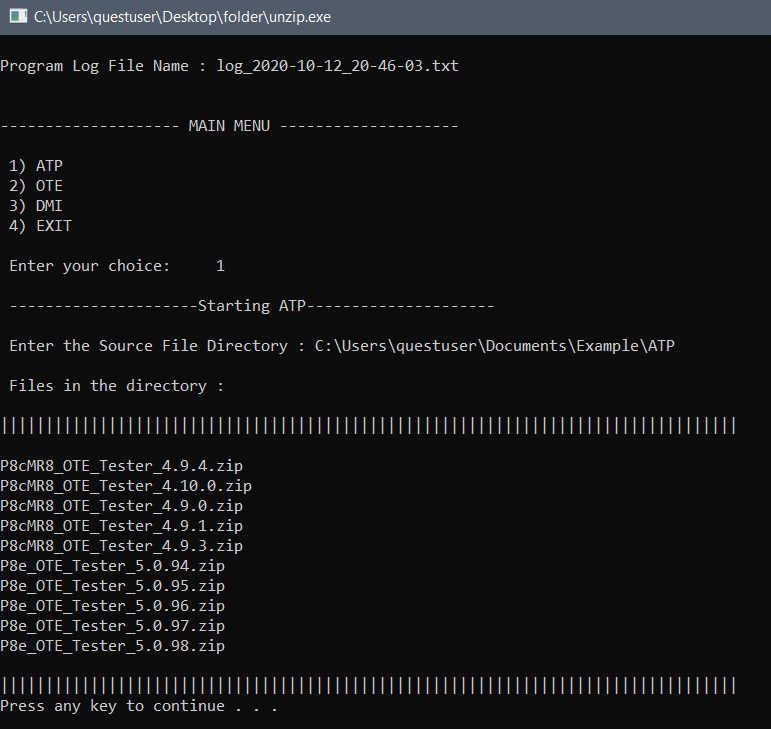 C:\Users\questuser\Desktop\folder\unzip.exe
Program Log File Name : log_2020-10-12_20-46-03.txt
-------------------- MAIN MENU --------------------
1) ATP
2) OTE
3) DMI
4) EXIT
Enter your choice:     1
---------------------Starting ATP---------------------
Enter the Source File Directory : C:\Users\questuser\Documents\Example\ATP
Files in the directory :
||||||||||||||||||||||||||||||||||||||||||||||||||||||||||||||||||||||||||||||||||
P8cMR8_OTE_Tester_4.9.4.zip
P8cMR8_OTE_Tester_4.10.0.zip
P8cMR8_OTE_Tester_4.9.0.zip
P8cMR8_OTE_Tester_4.9.1.zip
P8cMR8_OTE_Tester_4.9.3.zip
P8e_OTE_Tester_5.0.94.zip
P8e_OTE_Tester_5.0.95.zip
P8e_OTE_Tester_5.0.96.zip
P8e_OTE_Tester_5.0.97.zip
P8e_OTE_Tester_5.0.98.zip
||||||||||||||||||||||||||||||||||||||||||||||||||||||||||||||||||||||||||||||||||
Press any key to continue . . .